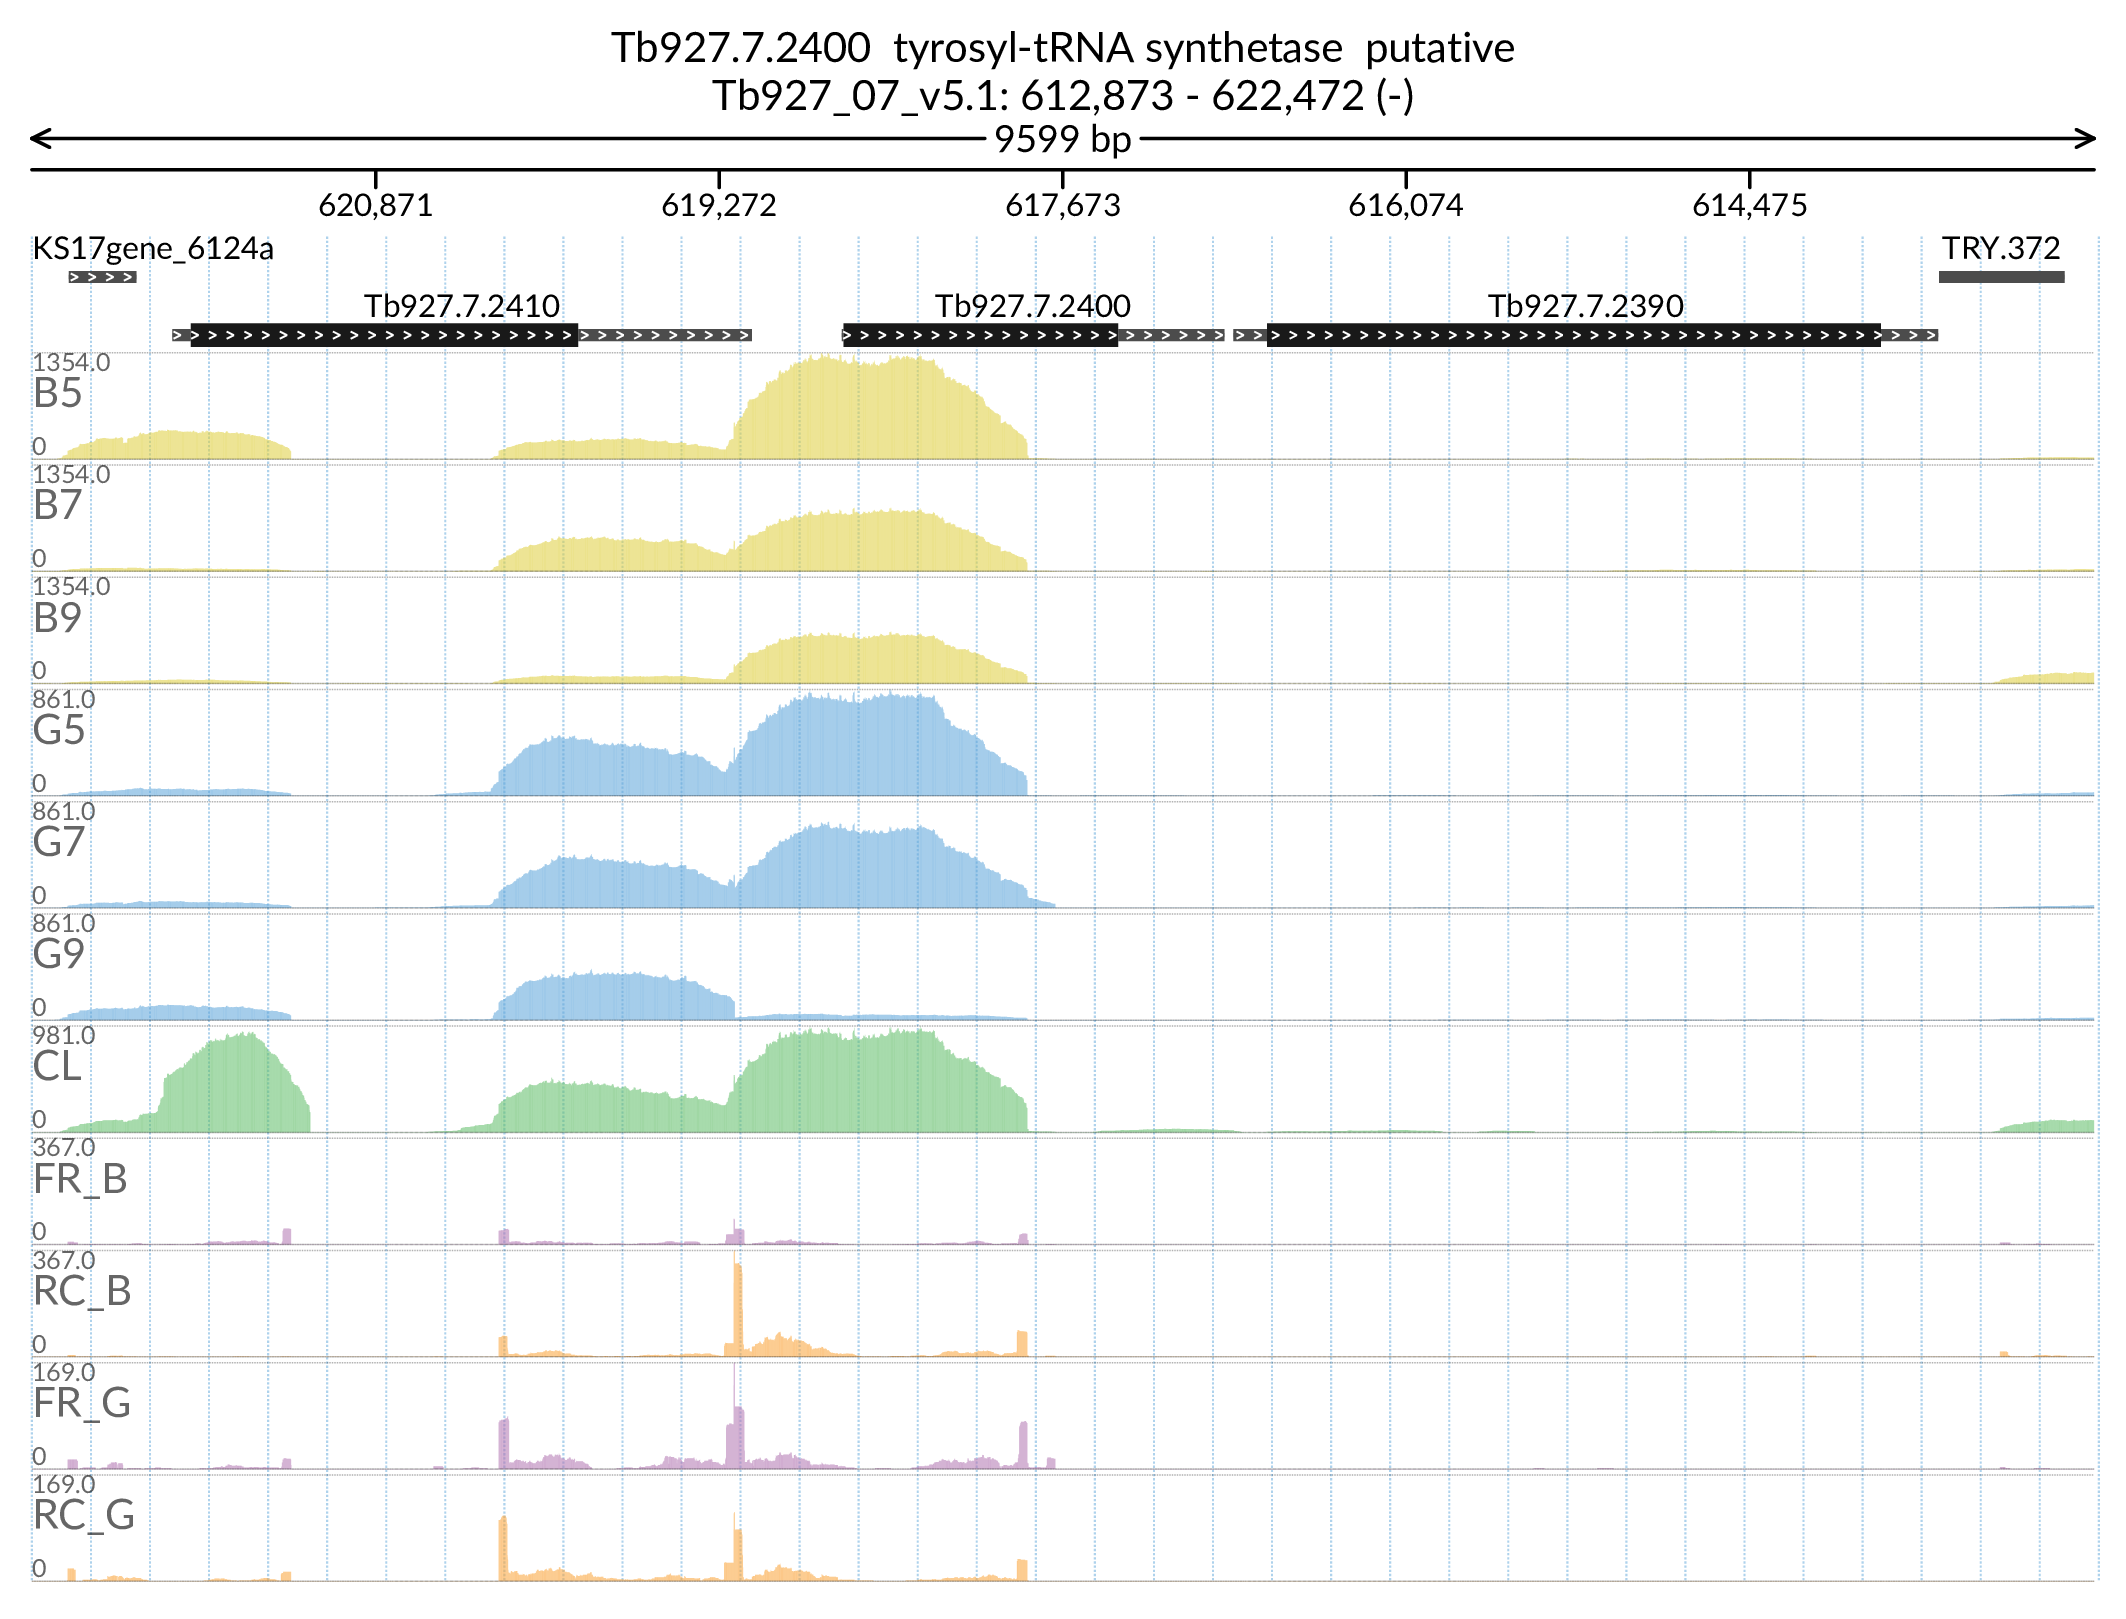 Tb927.7.2400 tyrosyl-tRNA synthetase putative
Tb927_07_v5.1: 612,873 - 622,472 (-)
9599 bp
620,871 619,272 617,673 616,074 614,475
KS17gene_6124a TRY.372
Tb927.7.2410 Tb927.7.2400 Tb927.7.2390
1354.0
B5
0
1354.0
B7
0
1354.0
B9
0
861.0
G5
0
861.0
G7
0
861.0
G9
0
981.0
CL
0
367.0
FR_B
0
367.0
RC_B
0
169.0
FR_G
0
169.0
RC_G
0